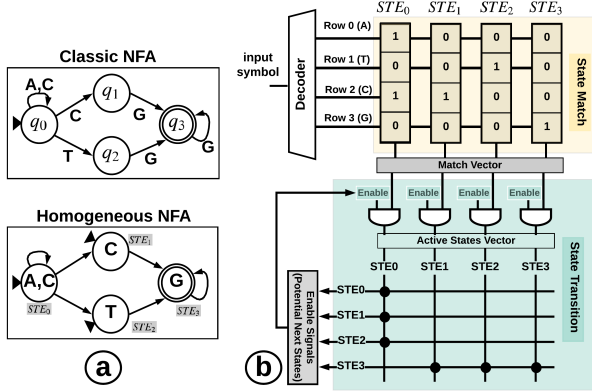 Classic NFA
A,C
q0
C
q1
G
q3
G
T
q2
G
Homogeneous NFA
A,C
STE0
C
STE1
G
STE3
T
STE2
a
STE0 STE1 STE2 STE3
input
symbol
Decoder
Row 0 (A) 1 0 0 0
Row 1 (T) 0 0 1 0
Row 2 (C) 1 1 0 0
Row 3 (G) 0 0 0 1
State Match
Match Vector
Enable Enable Enable Enable
Active States Vector
STE0 STE1 STE2 STE3
STE0
STE1
STE2
STE3
State Transition
Enable Signals
(Potential Next States)
b